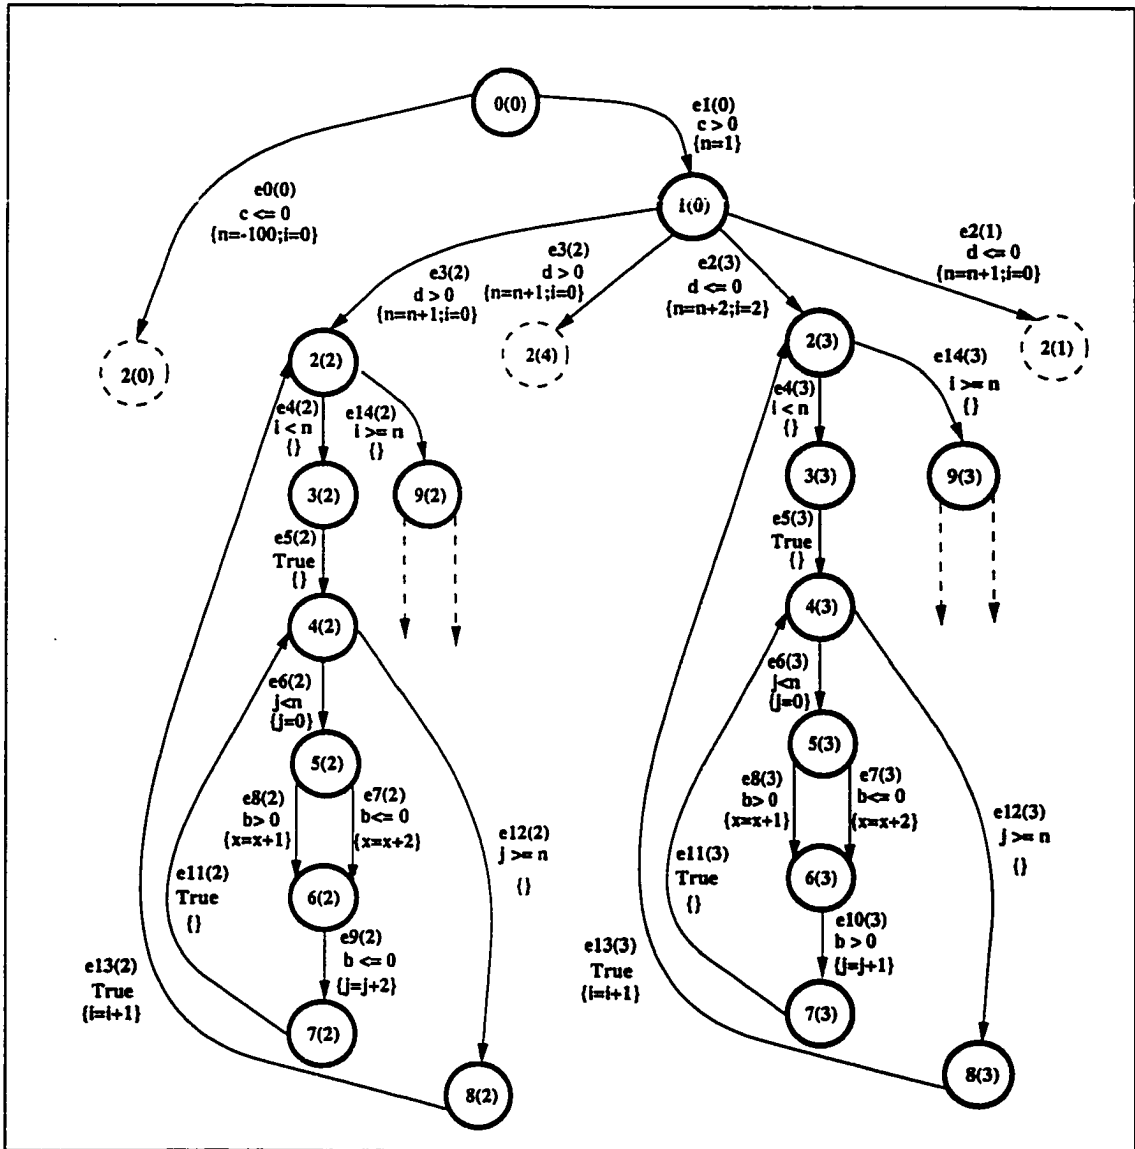 0(0)
e1(0)
c > 0
{n=1}
1(0)
e0(0)
c <= 0
{n=-100;i=0}
e3(2)
d > 0
{n=n+1;i=0}
e3(2)
d > 0
{n=n+1;i=0}
e2(3)
d <= 0
{n=n+2;i=2}
e2(1)
d <= 0
{n=n+1;i=0}
2(0)
2(2)
2(4)
2(3)
2(1)
e4(2)
i < n
{}
e14(2)
i >= n
{}
e4(3)
i < n
{}
e14(3)
i >= n
{}
3(2)
9(2)
3(3)
9(3)
e5(2)
True
{}
e5(3)
True
{}
4(2)
4(3)
e6(2)
j<n
{j=0}
e6(3)
j<n
{j=0}
5(2)
5(3)
e8(2)
b> 0
{x=x+1}
e7(2)
b<= 0
{x=x+2}
e12(2)
j >= n
{}
e8(3)
b> 0
{x=x+1}
e7(3)
b<= 0
{x=x+2}
e12(3)
j >= n
{}
e11(2)
True
{}
6(2)
e11(3)
True
{}
6(3)
e9(2)
b <= 0
{j=j+2}
e10(3)
b > 0
{j=j+1}
e13(2)
True
{i=i+1}
e13(3)
True
{i=i+1}
7(2)
7(3)
8(2)
8(3)